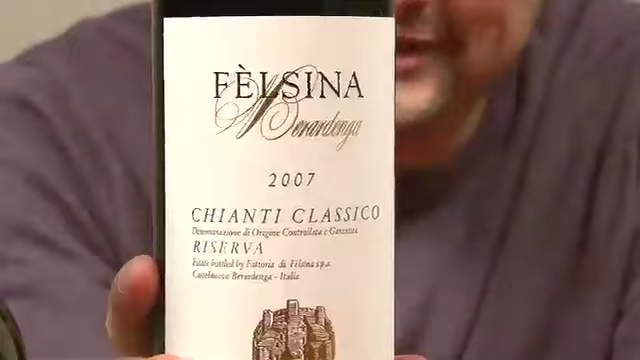 FÈLSINA
Berardenga
2007
CHIANTI CLASSICO
Denominazione di Origine Controllata e Garantita
RISERVA
Estate bottled by Fattoria di Fèlsina s.p.a.
Castelnuovo Berardenga - Italia